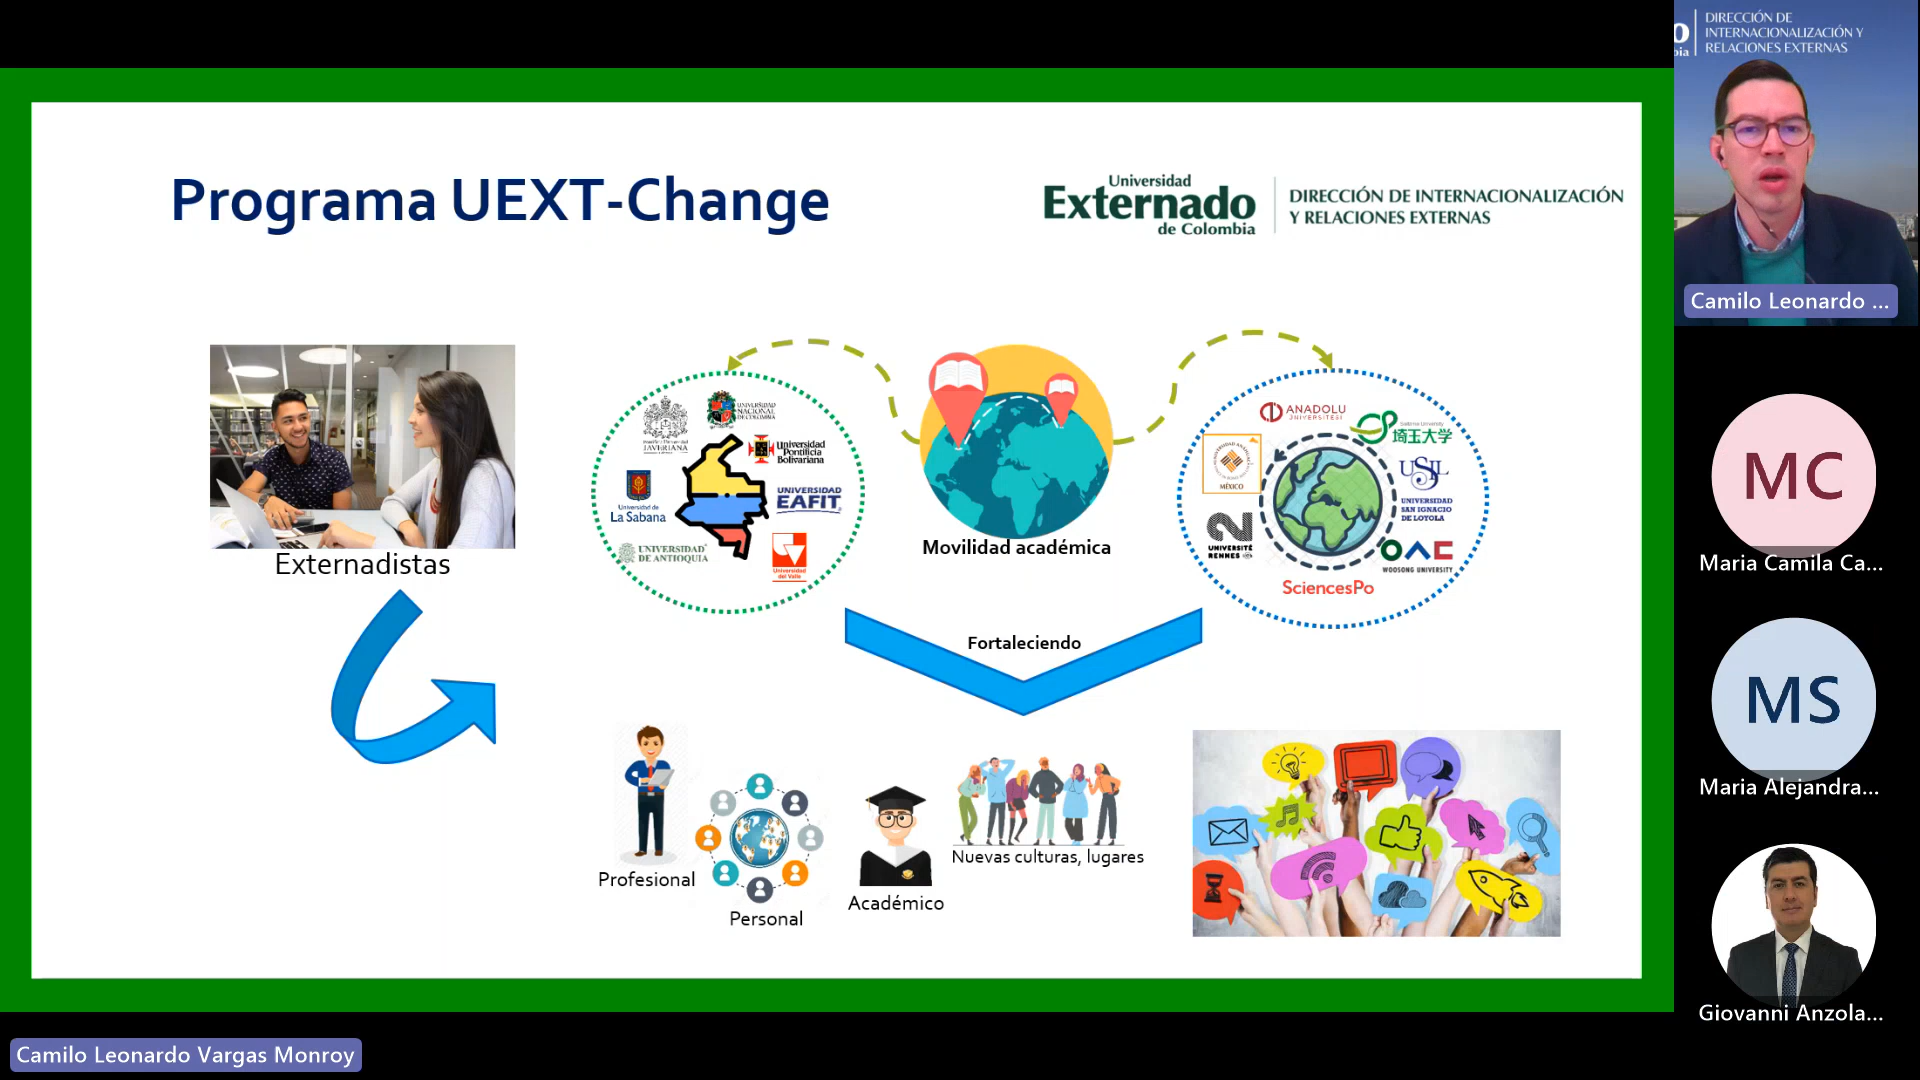 Programa UEXT-Change
Universidad
Externado
de Colombia
DIRECCIÓN DE INTERNACIONALIZACIÓN
Y RELACIONES EXTERNAS
Externadistas
JAVERIANA
UNIVERSIDAD
NACIONAL
DE COLOMBIA
Universidad
Pontificia
Bolivariana
Universidad de
La Sabana
UNIVERSIDAD
EAFIT
UNIVERSIDAD
DE ANTIOQUIA
Universidad
del Valle
Movilidad académica
ANADOLU
ÜNİVERSİTESİ
Saitama University
埼玉大学
MÉXICO
USIL
UNIVERSIDAD
SAN IGNACIO
DE LOYOLA
UNIVERSITÉ
RENNES
WOOSONG UNIVERSITY
SciencesPo
Fortaleciendo
Profesional
Personal
Académico
Nuevas culturas, lugares
DIRECCIÓN DE
INTERNACIONALIZACIÓN Y
RELACIONES EXTERNAS
Camilo Leonardo ...
MC
Maria Camila Ca...
MS
Maria Alejandra...
Giovanni Anzola...
Camilo Leonardo Vargas Monroy